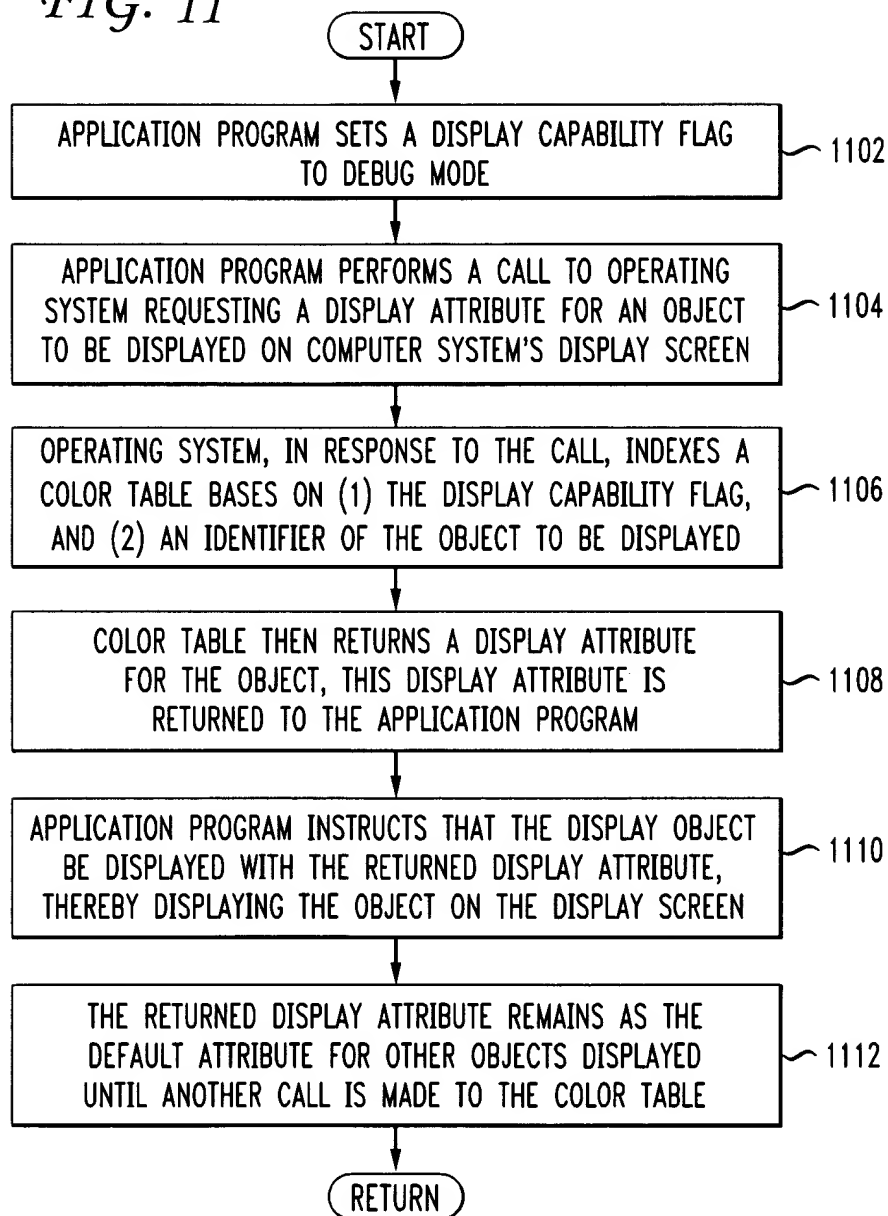 FIG. 11
START
APPLICATION PROGRAM SETS A DISPLAY CAPABILITY FLAG
TO DEBUG MODE
1102
APPLICATION PROGRAM PERFORMS A CALL TO OPERATING
SYSTEM REQUESTING A DISPLAY ATTRIBUTE FOR AN OBJECT
TO BE DISPLAYED ON COMPUTER SYSTEM'S DISPLAY SCREEN
1104
OPERATING SYSTEM, IN RESPONSE TO THE CALL, INDEXES A
COLOR TABLE BASES ON (1) THE DISPLAY CAPABILITY FLAG,
AND (2) AN IDENTIFIER OF THE OBJECT TO BE DISPLAYED
1106
COLOR TABLE THEN RETURNS A DISPLAY ATTRIBUTE
FOR THE OBJECT, THIS DISPLAY ATTRIBUTE IS
RETURNED TO THE APPLICATION PROGRAM
1108
APPLICATION PROGRAM INSTRUCTS THAT THE DISPLAY OBJECT
BE DISPLAYED WITH THE RETURNED DISPLAY ATTRIBUTE,
THEREBY DISPLAYING THE OBJECT ON THE DISPLAY SCREEN
1110
THE RETURNED DISPLAY ATTRIBUTE REMAINS AS THE
DEFAULT ATTRIBUTE FOR OTHER OBJECTS DISPLAYED
UNTIL ANOTHER CALL IS MADE TO THE COLOR TABLE
1112
RETURN